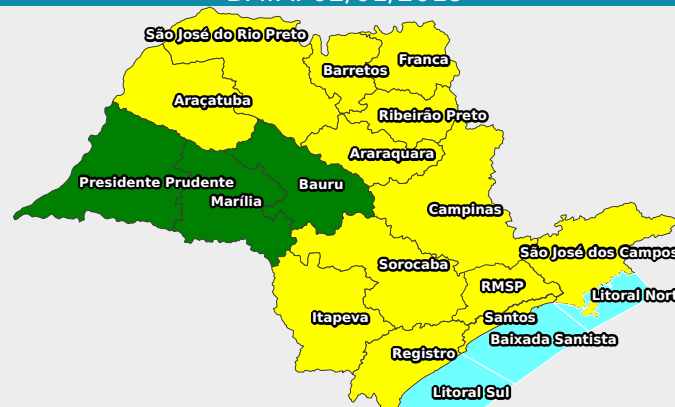 São José do Rio Preto
Franca
Barretos
Araçatuba
Ribeirão Preto
Araraquara
Presidente Prudente
Bauru
Marília
Campinas
São José dos Campos
Sorocaba
RMSP
Litoral Nort
Itapeva
Santos
Baixada Santista
Registro
Litoral Sul